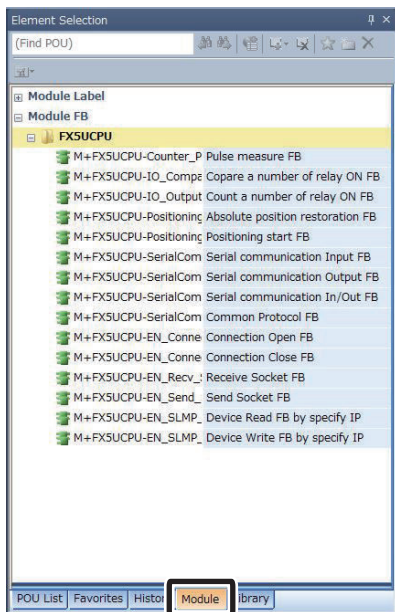 Element Selection
(Find POU)
Module Label
Module FB
FX5UCPU
M+FX5UCPU-Counter_P Pulse measure FB
M+FX5UCPU-IO_Compa Copare a number of relay ON FB
M+FX5UCPU-IO_Output Count a number of relay ON FB
M+FX5UCPU-Positioning Absolute position restoration FB
M+FX5UCPU-Positioning Positioning start FB
M+FX5UCPU-SerialCom Serial communication Input FB
M+FX5UCPU-SerialCom Serial communication Output FB
M+FX5UCPU-SerialCom Serial communication In/Out FB
M+FX5UCPU-SerialCom Common Protocol FB
M+FX5UCPU-EN_Conne Connection Open FB
M+FX5UCPU-EN_Conne Connection Close FB
M+FX5UCPU-EN_Recv_ Receive Socket FB
M+FX5UCPU-EN_Send_ Send Socket FB
M+FX5UCPU-EN_SLMP_ Device Read FB by specify IP
M+FX5UCPU-EN_SLMP_ Device Write FB by specify IP
POU List Favorites Histor Module ibrary